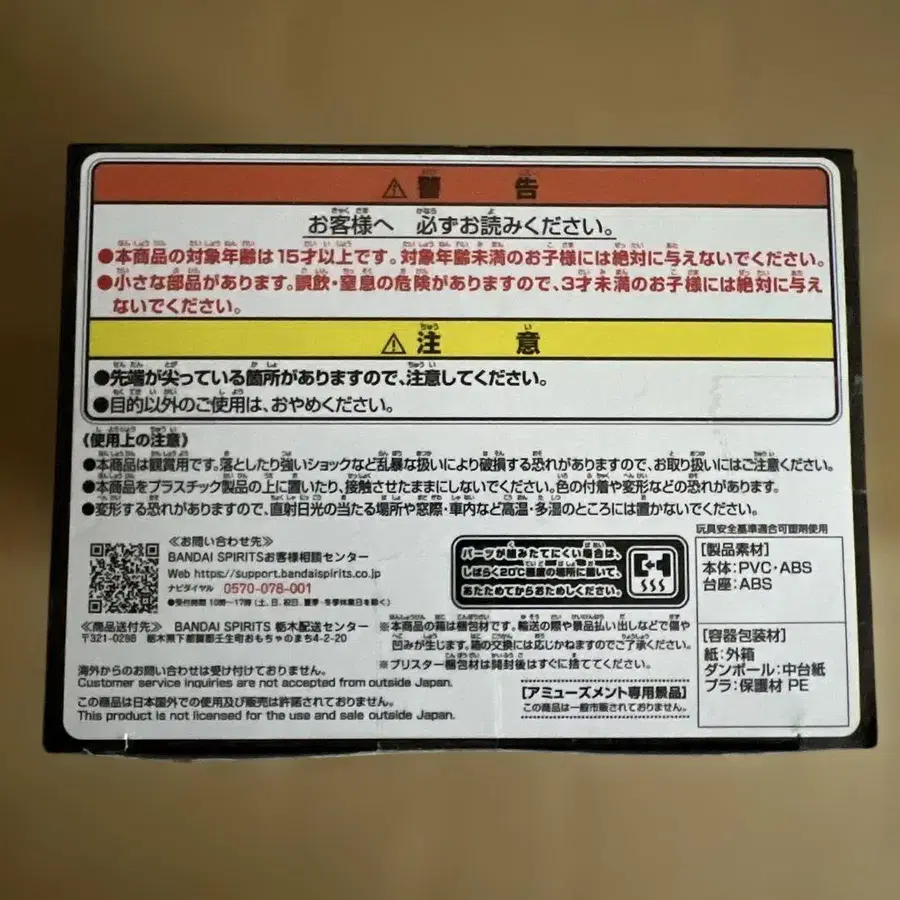 ⚠ 警告
お客様へ 必ずお読みください。
●本商品の対象年齢は15才以上です。対象年齢未満のお子様には絶対に与えないでください。
●小さな部品があります。誤飲・窒息の危険がありますので、3才未満のお子様には絶対に与え
ないでください。
⚠ 注意
●先端が尖っている箇所がありますので、注意してください。
●目的以外のご使用は、おやめください。
《使用上の注意》
●本商品は観賞用です。落としたり強いショックなど乱暴な扱いにより破損する恐れがありますので、お取り扱いにはご注意ください。
●本商品をプラスチック製品の上に置いたり、接触させたままにしないでください。色の付着や変形などの恐れがあります。
●変形する恐れがありますので、直射日光の当たる場所や窓際・車内など高温・多湿のところには置かないでください。
玩具安全基準適合可塑剤使用
≪お問い合わせ先≫
BANDAI SPIRITSお客様相談センター
Web https://support.bandaispirits.co.jp
ナビダイヤル 0570-078-001
●受付時間 10時〜17時(土、日、祝日、夏季・冬季休業日を除く)
≪商品送付先≫ BANDAI SPIRITS 栃木配送センター
〒321-0298 栃木県下都賀郡壬生町おもちゃのまち4-2-20
海外からのお問い合わせは受け付けておりません。
Customer service inquiries are not accepted from outside Japan.
この商品は日本国外での使用及び販売は許諾されておりません。
This product is not licensed for the use and sale outside Japan.
パーツが組みたてにくい場合は、
しばらく20℃程度の場所に置いて、
あたためてからおためしください。
※本商品の箱は梱包材です。輸送の際や景品払い出しなどで傷や
凹みが生じます。箱の交換には応じかねますのでご了承ください。
※ブリスター梱包材は開封後はすぐに捨ててください。
[アミューズメント専用景品]
この商品は一般市販されておりません。
[製品素材]
本体:PVC・ABS
台座:ABS
[容器包装材]
紙:外箱
ダンボール:中台紙
プラ:保護材 PE